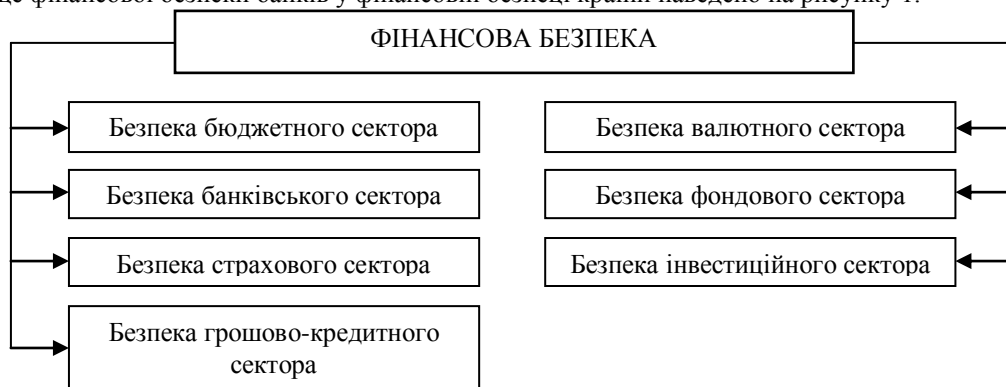 це фінансової безпеки банків у фінансовій безпеці країни наведено на рисунку 1.
ФІНАНСОВА БЕЗПЕКА
Безпека бюджетного сектора
Безпека банківського сектора
Безпека страхового сектора
Безпека грошово-кредитного
сектора
Безпека валютного сектора
Безпека фондового сектора
Безпека інвестиційного сектора